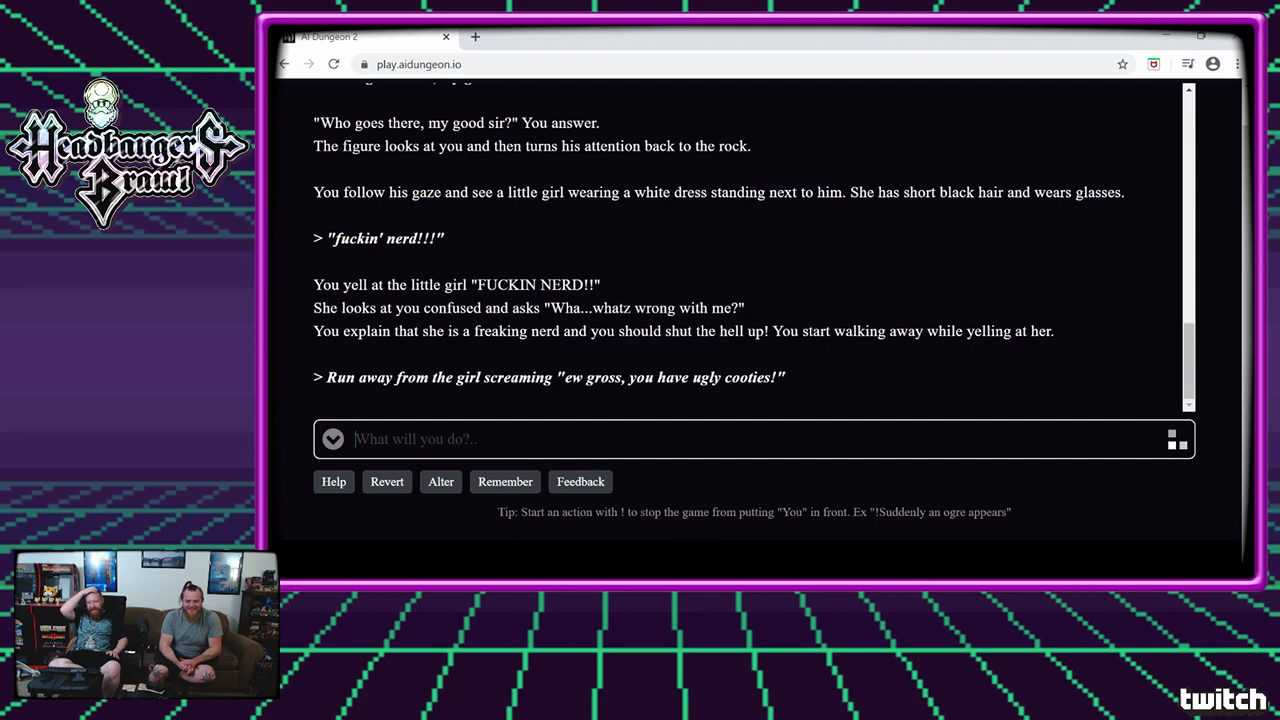 AI Dungeon 2
play.aidungeon.io
Headbangers
Brawl
"Who goes there, my good sir?" You answer.
The figure looks at you and then turns his attention back to the rock.
You follow his gaze and see a little girl wearing a white dress standing next to him. She has short black hair and wears glasses.
> "fuckin' nerd!!!"
You yell at the little girl "FUCKIN NERD!!"
She looks at you confused and asks "Wha...whatz wrong with me?"
You explain that she is a freaking nerd and you should shut the hell up! You start walking away while yelling at her.
> Run away from the girl screaming "ew gross, you have ugly cooties!"
What will you do?..
Help Revert Alter Remember Feedback
Tip: Start an action with ! to stop the game from putting "You" in front. Ex "!Suddenly an ogre appears"
twitch